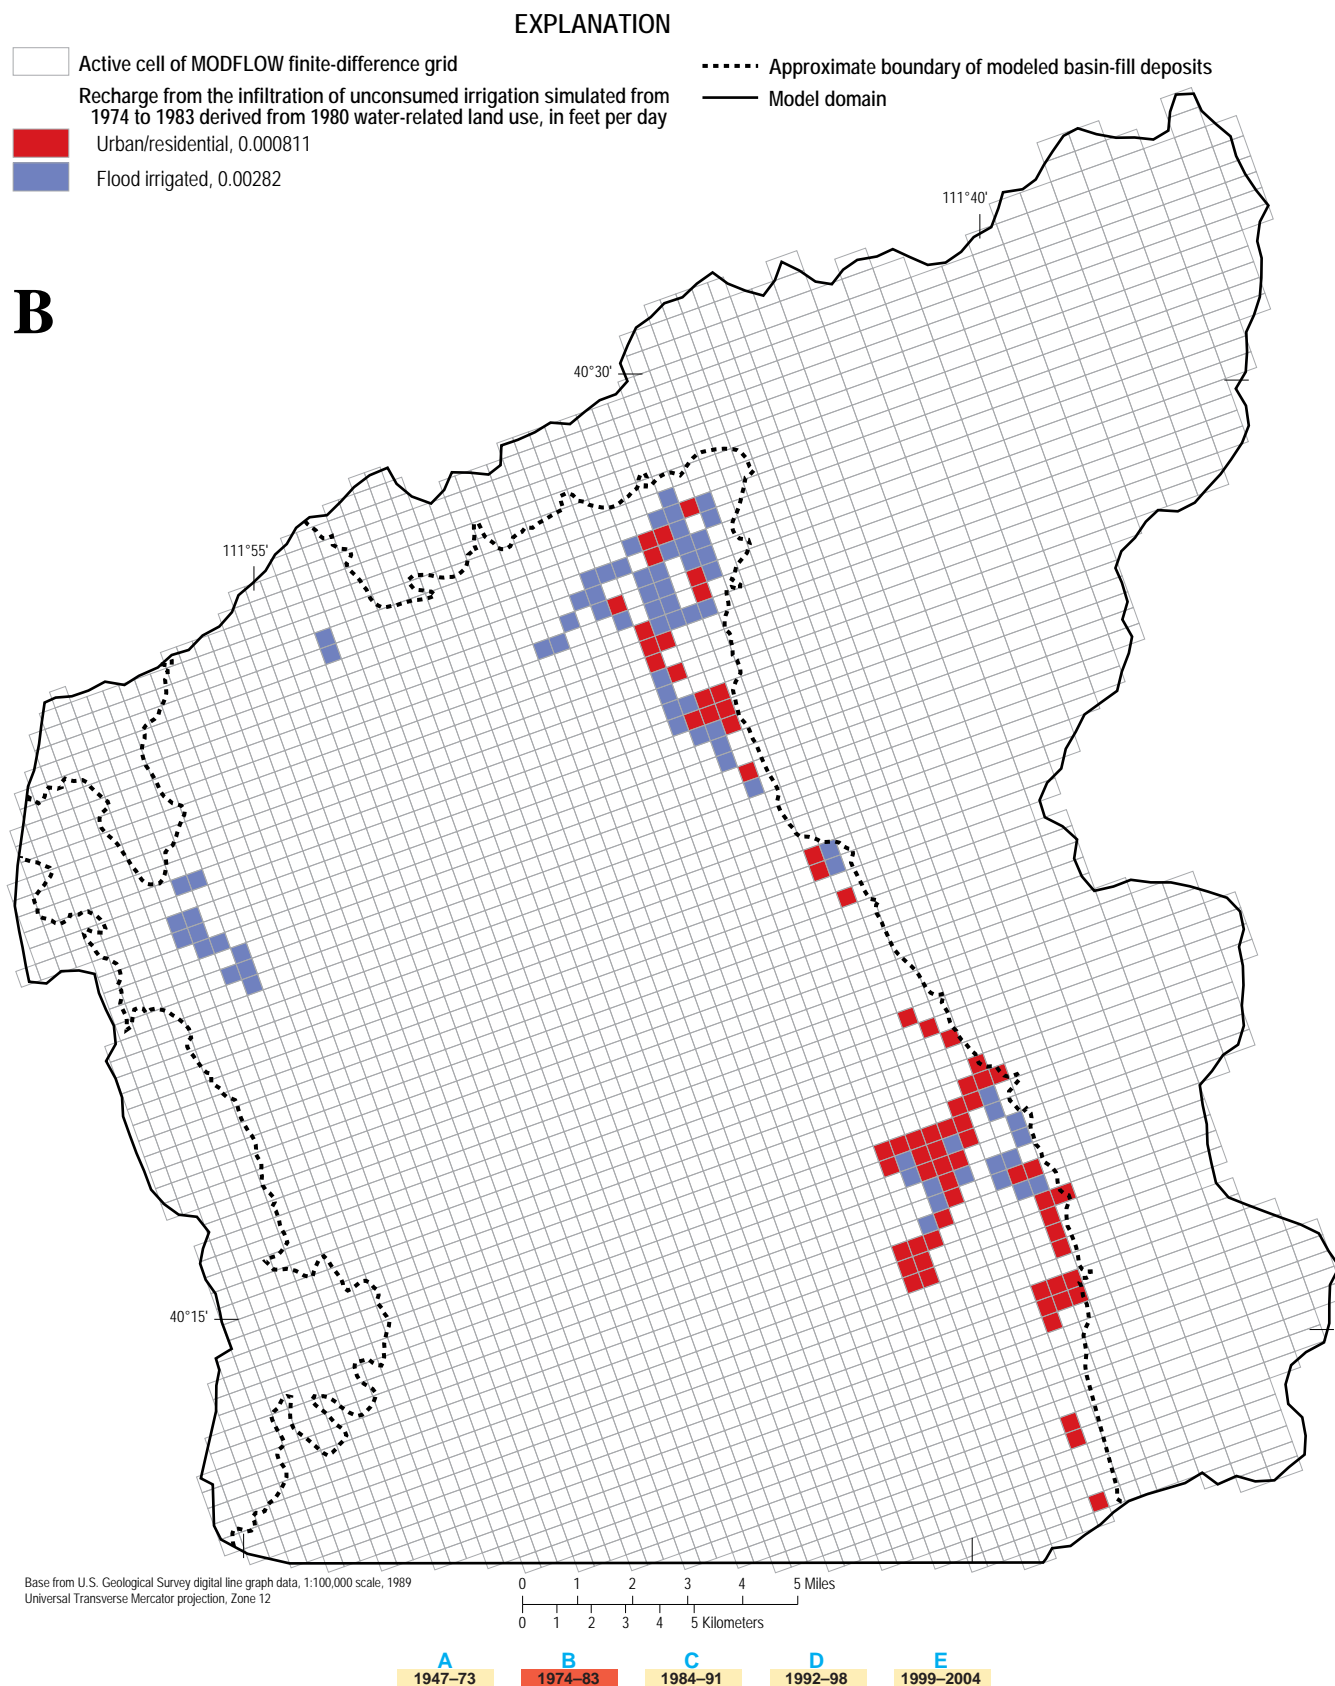 EXPLANATION
Active cell of MODFLOW finite-difference grid
Recharge from the infiltration of unconsumed irrigation simulated from
1974 to 1983 derived from 1980 water-related land use, in feet per day
Urban/residential, 0.000811
Flood irrigated, 0.00282
Approximate boundary of modeled basin-fill deposits
Model domain
B
111°40'
40°30'
111°55'
40°15'
Base from U.S. Geological Survey digital line graph data, 1:100,000 scale, 1989
Universal Transverse Mercator projection, Zone 12
0 1 2 3 4 5 Miles
0 1 2 3 4 5 Kilometers
A B C D E
1947–73 1974–83 1984–91 1992–98 1999–2004